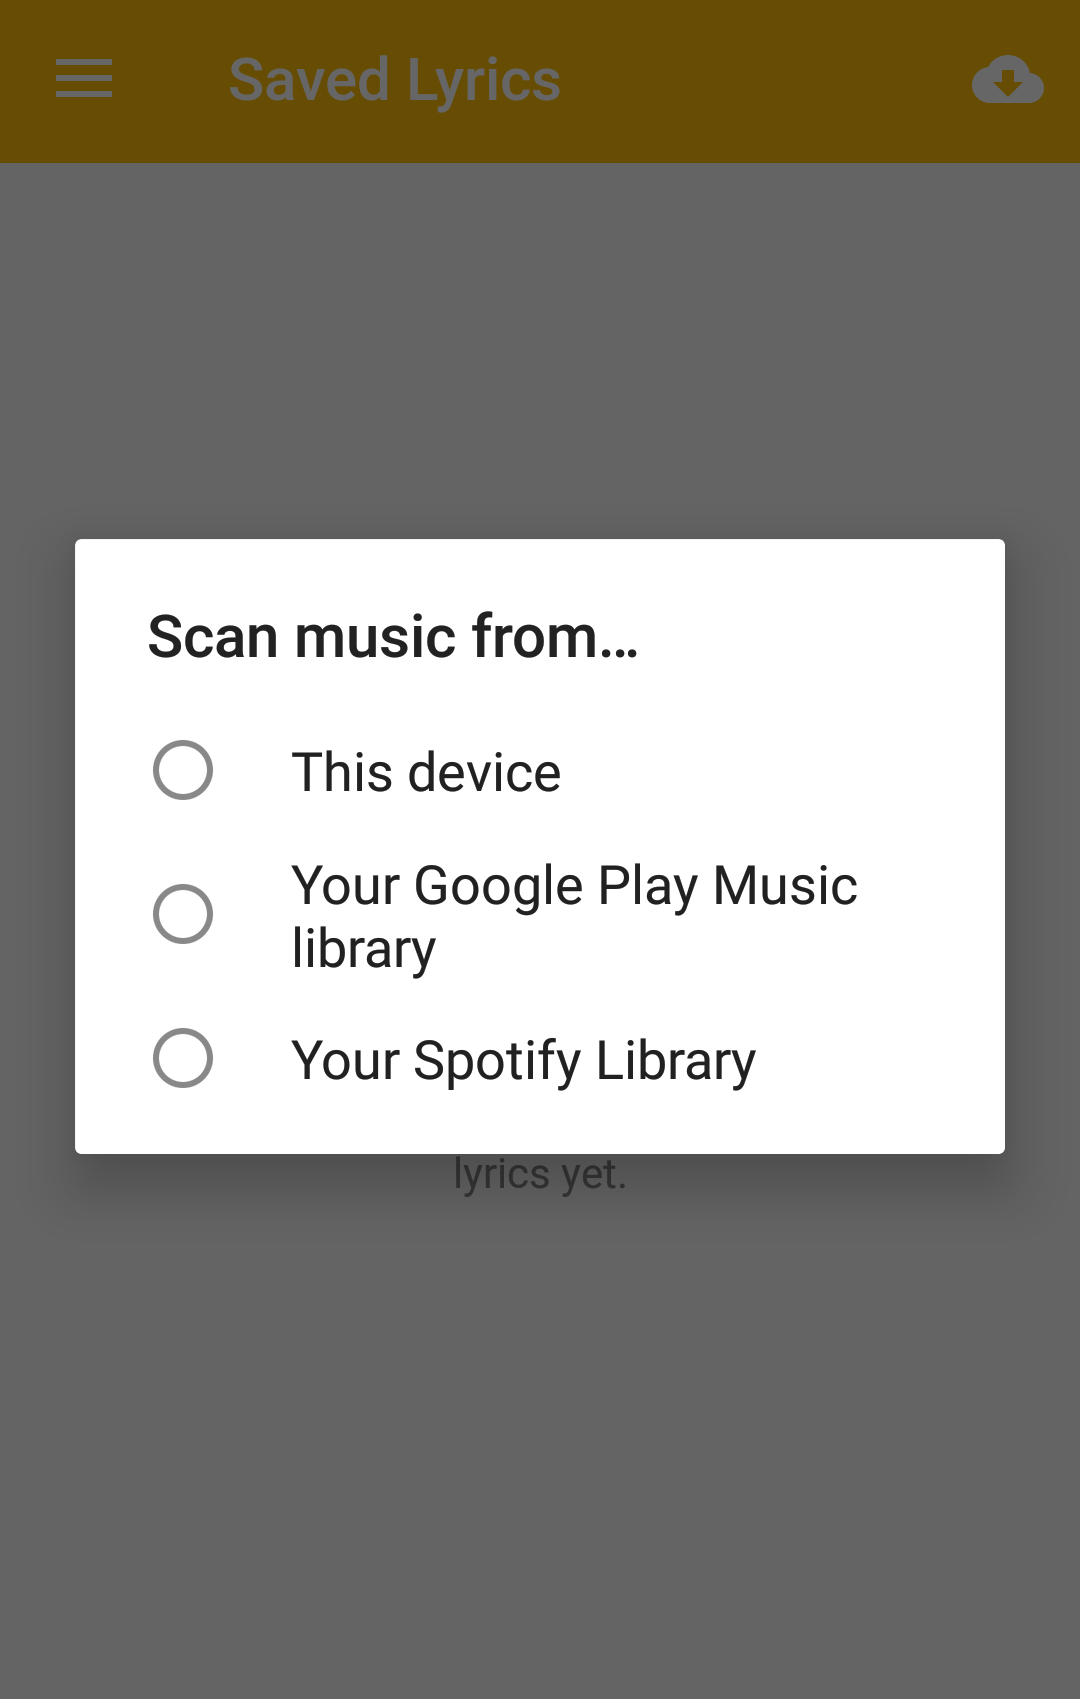 Saved Lyrics
Scan music from...
This device
Your Google Play Music
library
Your Spotify Library
lyrics yet.